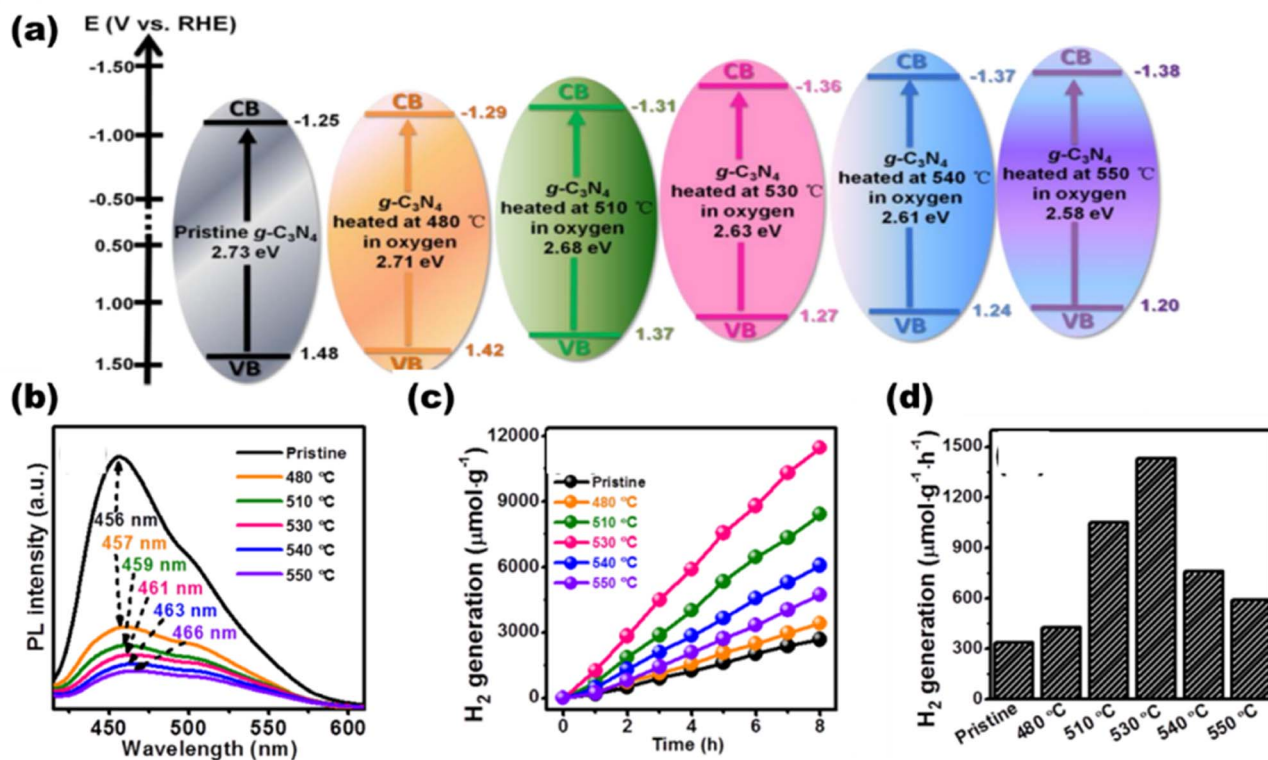 (a)
E (V vs. RHE)
-1.50
-1.00
-0.50
0.50
1.00
1.50
CB
-1.25
Pristine g-C₃N₄
2.73 eV
1.48
VB
CB
-1.29
g-C₃N₄
heated at 480 ℃
in oxygen
2.71 eV
1.42
VB
CB
-1.31
g-C₃N₄
heated at 510 ℃
in oxygen
2.68 eV
1.37
VB
CB
-1.36
g-C₃N₄
heated at 530 ℃
in oxygen
2.63 eV
1.27
VB
CB
-1.37
g-C₃N₄
heated at 540 ℃
in oxygen
2.61 eV
1.24
VB
CB
-1.38
g-C₃N₄
heated at 550 ℃
in oxygen
2.58 eV
1.20
VB
(b)
PL intensity (a.u.)
Pristine
480 °C
510 °C
530 °C
540 °C
550 °C
456 nm
457 nm
459 nm
461 nm
463 nm
466 nm
450 500 550 600
Wavelength (nm)
(c)
H₂ generation (μmol·g⁻¹)
12000
9000
6000
3000
0
Pristine
480 °C
510 °C
530 °C
540 °C
550 °C
0 1 2 3 4 5 6 7 8
Time (h)
(d)
H₂ generation (μmol·g⁻¹·h⁻¹)
1500
1200
900
600
300
0
Pristine
480 °C
510 °C
530 °C
540 °C
550 °C